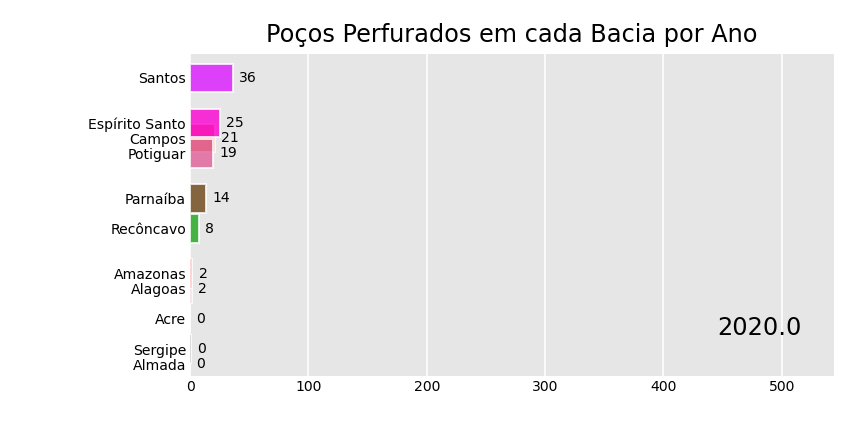 Poços Perfurados em cada Bacia por Ano
Santos 36
Espírito Santo 25
Campos 21
Potiguar 19
Parnaíba 14
Recôncavo 8
Amazonas 2
Alagoas 2
Acre 0
2020.0
Sergipe 0
Almada 0
0 100 200 300 400 500